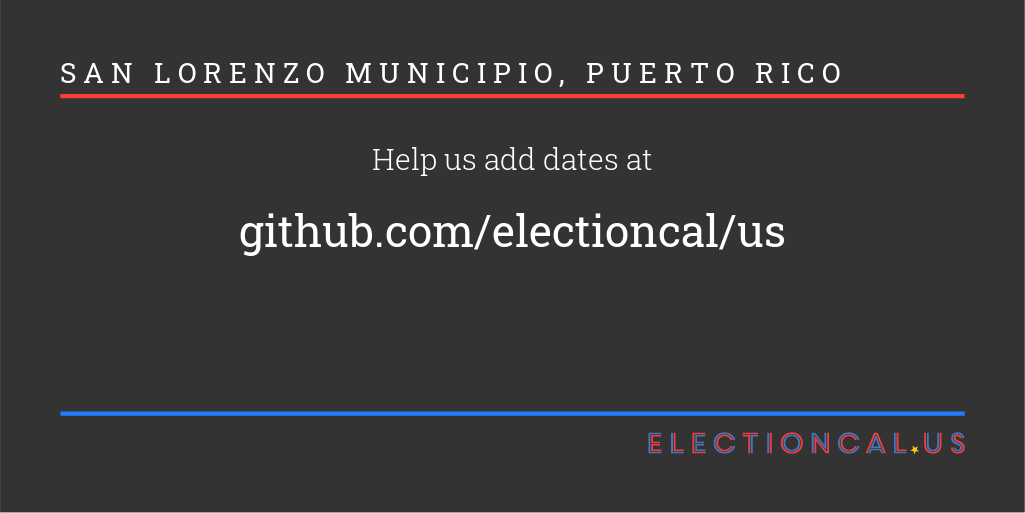 SAN LORENZO MUNICIPIO, PUERTO RICO
Help us add dates at
github.com/electioncal/us
ELECTIONCAL.US